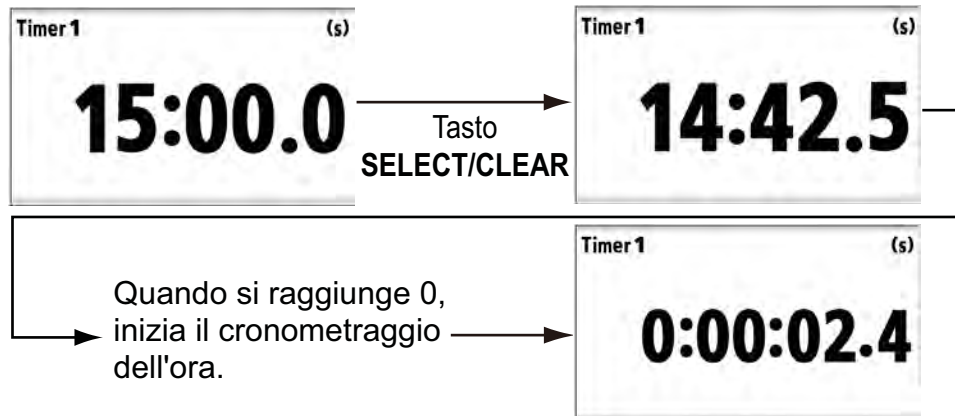 Timer 1 (s)
15:00.0
Tasto
SELECT/CLEAR
Timer 1 (s)
14:42.5
Quando si raggiunge 0,
inizia il cronometraggio
dell'ora.
Timer 1 (s)
0:00:02.4